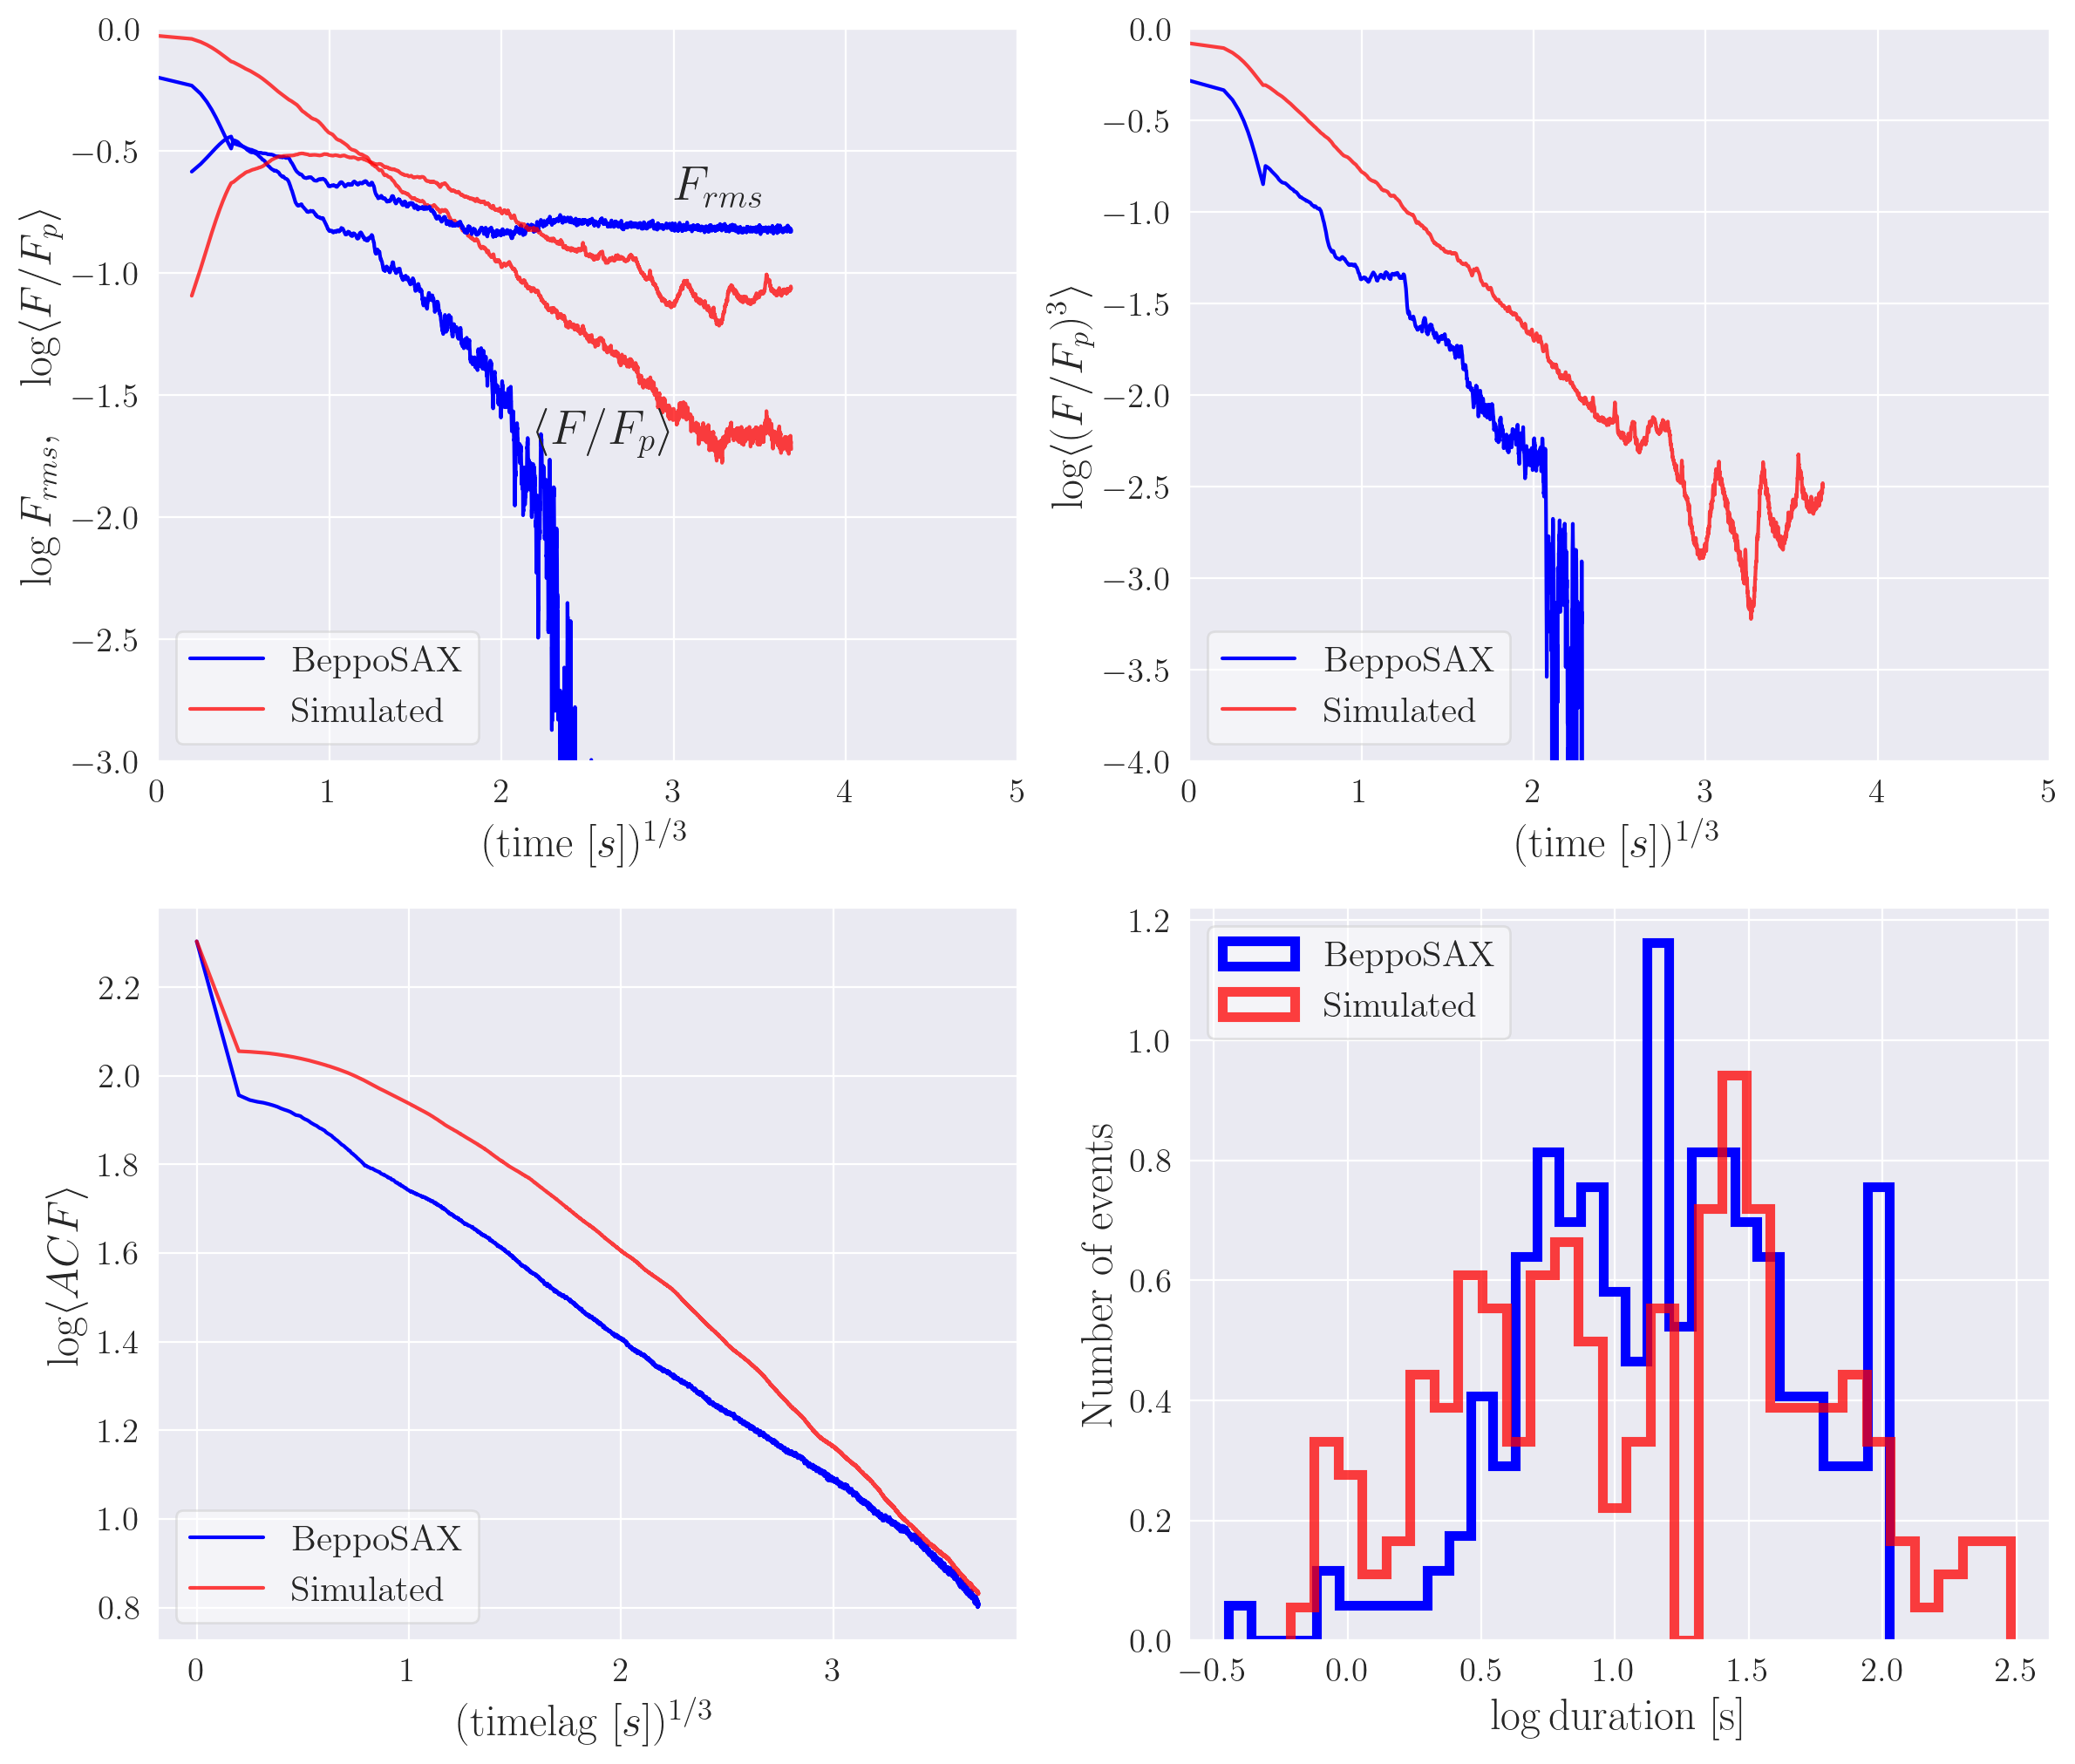 0.0
−0.5
−1.0
−1.5
−2.0
−2.5
−3.0
0 1 2 3 4 5
log F_{rms}, log⟨F/F_p⟩
(time [s])^{1/3}
F_{rms}
⟨F/F_p⟩
BeppoSAX
Simulated
0.0
−0.5
−1.0
−1.5
−2.0
−2.5
−3.0
−3.5
−4.0
0 1 2 3 4 5
log⟨(F/F_p)^3⟩
(time [s])^{1/3}
BeppoSAX
Simulated
2.2
2.0
1.8
1.6
1.4
1.2
1.0
0.8
0 1 2 3
log⟨ACF⟩
(timelag [s])^{1/3}
BeppoSAX
Simulated
1.2
1.0
0.8
0.6
0.4
0.2
0.0
−0.5 0.0 0.5 1.0 1.5 2.0 2.5
Number of events
log duration [s]
BeppoSAX
Simulated